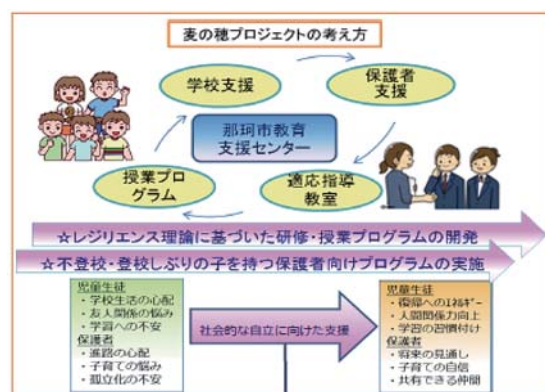 麦の穂プロジェクトの考え方
学校支援
保護者
支援
那珂市教育
支援センター
授業プロ
グラム
適応指導
教室
☆レジリエンス理論に基づいた研修・授業プログラムの開発
☆不登校・登校しぶりの子を持つ保護者向けプログラムの実施
児童生徒
・学校生活の心配
・友人関係の悩み
・学習への不安
保護者
・進路の心配
・子育ての悩み
・孤立化の不安
社会的な自立に向けた支援
児童生徒
・復帰へのエネルギー
・人間関係力向上
・学習の習慣付け
保護者
・将来の見通し
・子育ての自信
・共有できる仲間